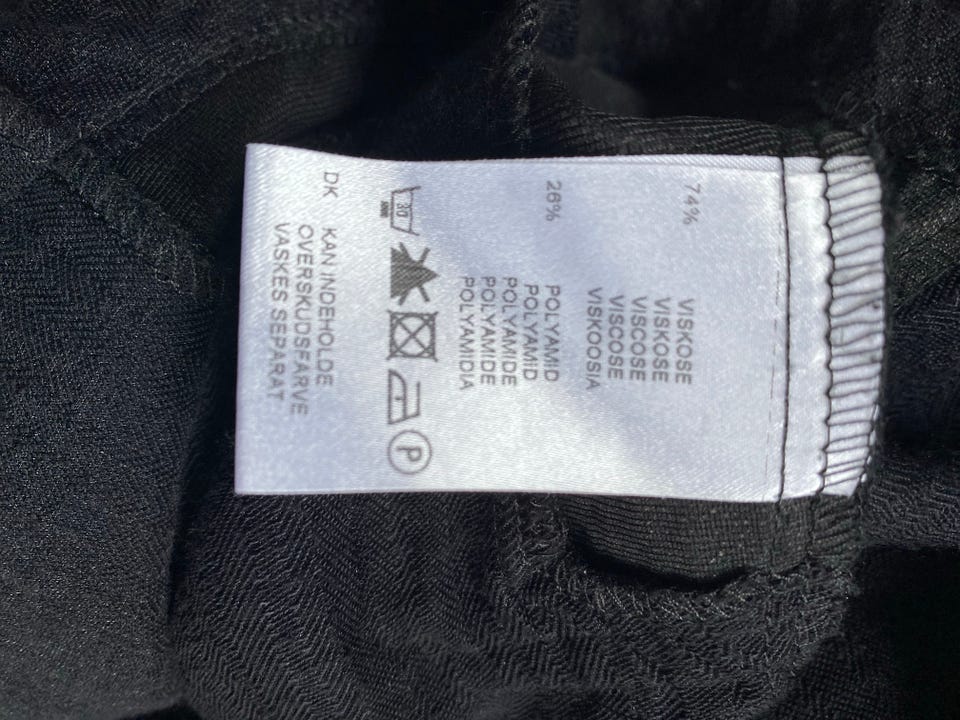 74% VISKOSE
VISKOSE
VISCOSE
VISCOSE
VISKOOSIA
26% POLYAMID
POLYAMID
POLYAMIDE
POLYAMIDE
POLYAMIDIA
30 P
DK KAN INDEHOLDE
OVERSKUDSFARVE
VASKES SEPARAT